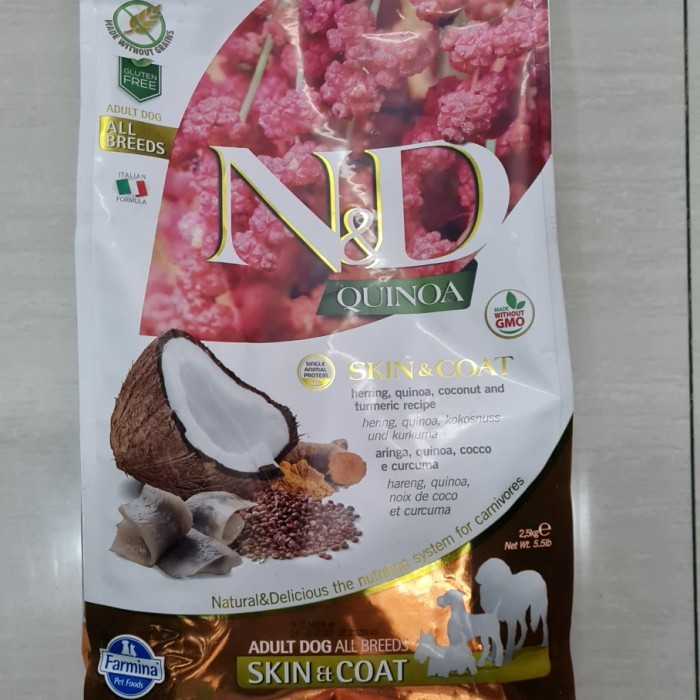 MADE WITHOUT GRAINS
GLUTEN
FREE
ADULT DOG
ALL
BREEDS
ITALIAN
FORMULA
N&D
QUINOA
MADE
WITHOUT
GMO
SINGLE
ANIMAL
PROTEIN
SKIN & COAT
herring, quinoa, coconut and
turmeric recipe
hering, quinoa, kokosnuss
und kurkuma
aringa, quinoa, cocco
e curcuma
hareng, quinoa,
noix de coco
et curcuma
2,5kg e
Net Wt. 5.5lb
Natural&Delicious the nutrition system for carnivores
ADULT DOG ALL BREEDS
SKIN & COAT
Farmina
Pet Foods